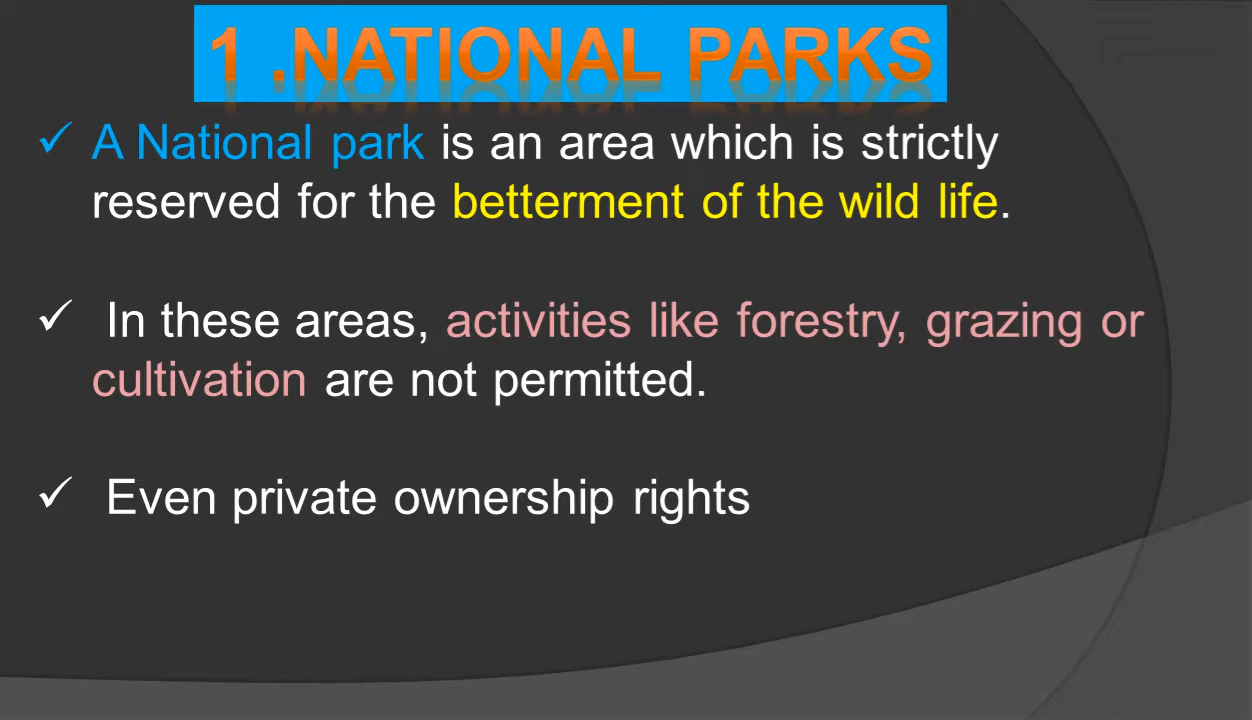 1 .NATIONAL PARKS
✓ A National park is an area which is strictly
reserved for the betterment of the wild life.
✓ In these areas, activities like forestry, grazing or
cultivation are not permitted.
✓ Even private ownership rights